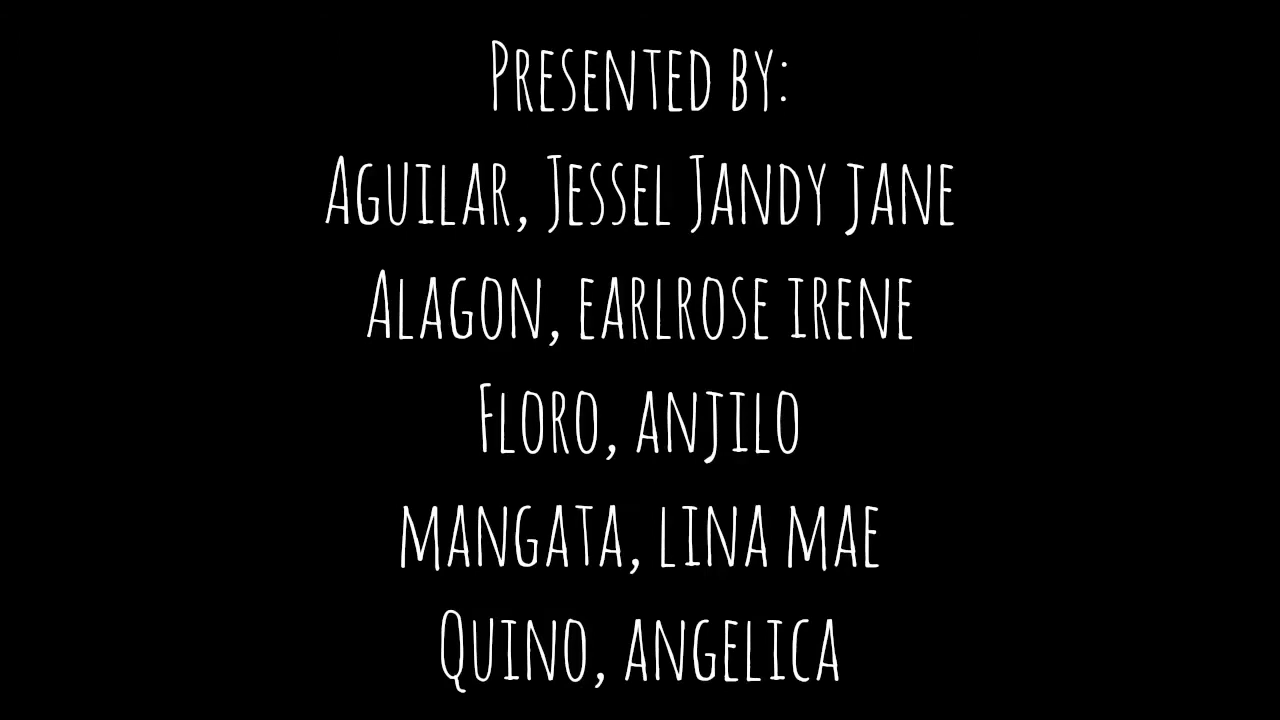 Presented by:
Aguilar, Jessel Jandy jane
Alagon, earlrose irene
Floro, anjilo
mangata, lina mae
Quino, angelica